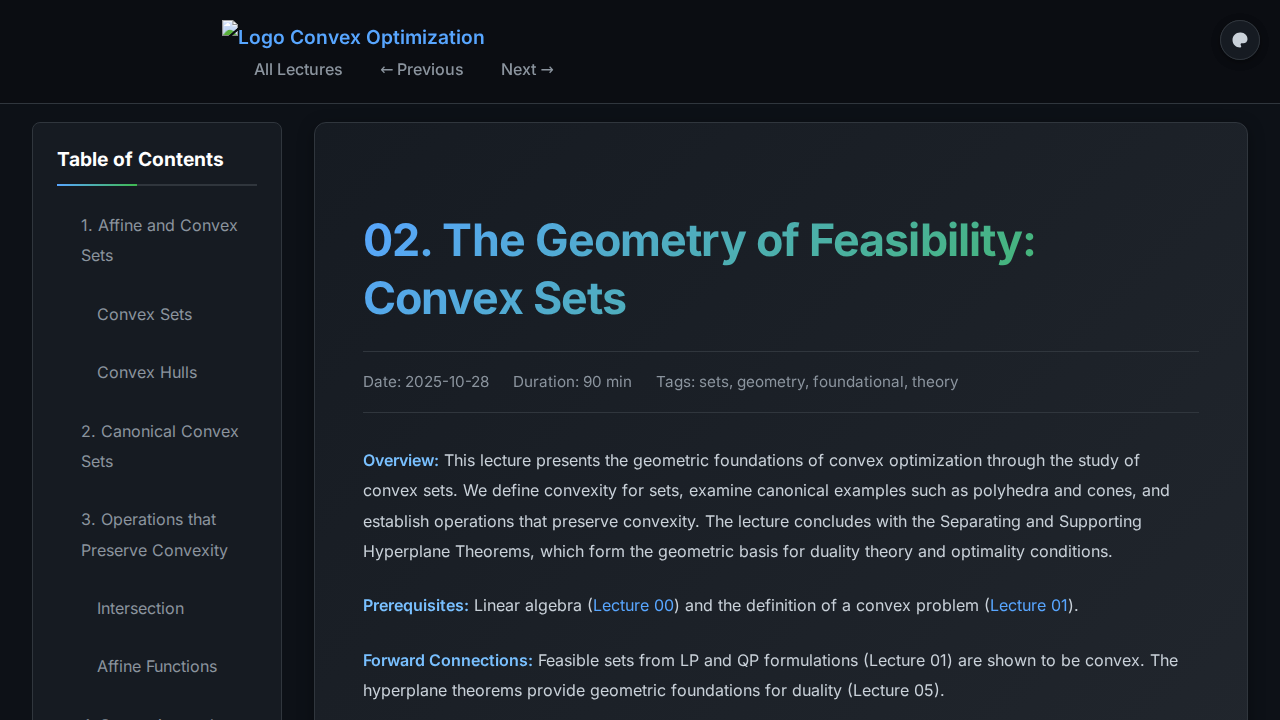 Logo Convex Optimization
All Lectures ← Previous Next →
Table of Contents
1. Affine and Convex
Sets
Convex Sets
Convex Hulls
2. Canonical Convex
Sets
3. Operations that
Preserve Convexity
Intersection
Affine Functions
02. The Geometry of Feasibility:
Convex Sets
Date: 2025-10-28 Duration: 90 min Tags: sets, geometry, foundational, theory
Overview: This lecture presents the geometric foundations of convex optimization through the study of
convex sets. We define convexity for sets, examine canonical examples such as polyhedra and cones, and
establish operations that preserve convexity. The lecture concludes with the Separating and Supporting
Hyperplane Theorems, which form the geometric basis for duality theory and optimality conditions.
Prerequisites: Linear algebra (Lecture 00) and the definition of a convex problem (Lecture 01).
Forward Connections: Feasible sets from LP and QP formulations (Lecture 01) are shown to be convex. The
hyperplane theorems provide geometric foundations for duality (Lecture 05).